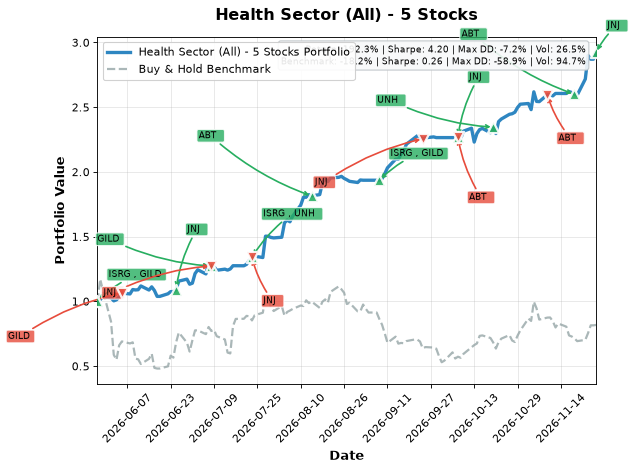 Health Sector (All) - 5 Stocks
Health Sector (All) - 5 Stocks Portfolio
Buy & Hold Benchmark
2.3% | Sharpe: 4.20 | Max DD: -7.2% | Vol: 26.5%
| Sharpe: 0.26 | Max DD: -58.9% | Vol: 94.7%
ABT
JNJ
JNJ
UNH
ABT
ABT
ISRG , GILD
JNJ
ABT
ISRG , UNH
JNJ
GILD
ISRG , GILD
JNJ
JNJ
GILD
Portfolio Value
3.0
2.5
2.0
1.5
1.0
0.5
2026-06-07
2026-06-23
2026-07-09
2026-07-25
2026-08-10
2026-08-26
2026-09-11
2026-09-27
2026-10-13
2026-10-29
2026-11-14
Date